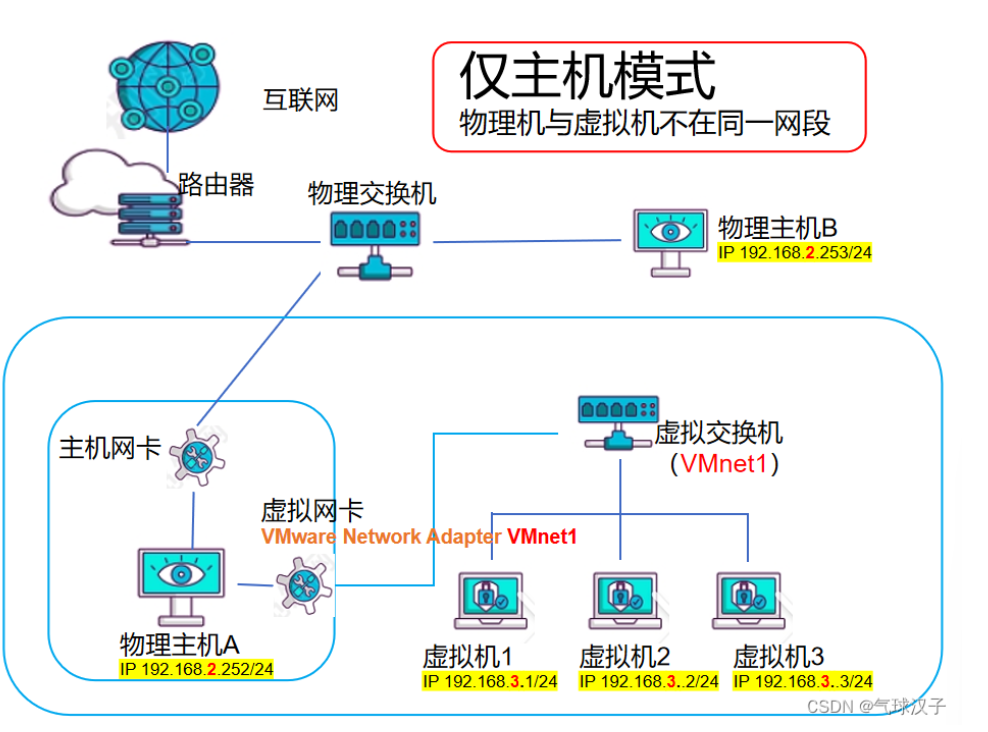 仅主机模式
物理机与虚拟机不在同一网段
互联网
路由器
物理交换机
物理主机B
IP 192.168.2.253/24
主机网卡
虚拟交换机
（VMnet1）
虚拟网卡
VMware Network Adapter VMnet1
物理主机A
IP 192.168.2.252/24
虚拟机1
IP 192.168.3.1/24
虚拟机2
IP 192.168.3..2/24
虚拟机3
IP 192.168.3..3/24
CSDN @气球汉子